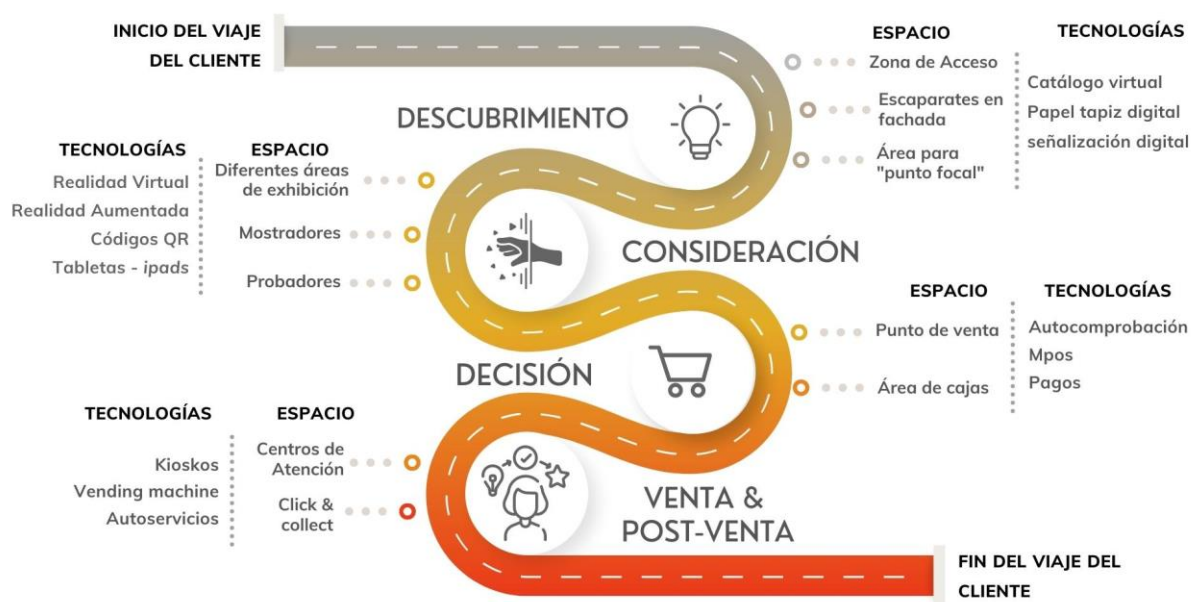 INICIO DEL VIAJE
DEL CLIENTE
DESCUBRIMIENTO
ESPACIO
TECNOLOGÍAS
Zona de Acceso
Escaparates en
fachada
Área para
"punto focal"
Catálogo virtual
Papel tapiz digital
señalización digital
TECNOLOGÍAS
ESPACIO
Realidad Virtual
Realidad Aumentada
Códigos QR
Tabletas - ipads
Diferentes áreas
de exhibición
Mostradores
Probadores
CONSIDERACIÓN
ESPACIO
TECNOLOGÍAS
Punto de venta
Área de cajas
Autocomprobación
Mpos
Pagos
DECISIÓN
TECNOLOGÍAS
ESPACIO
Kioskos
Vending machine
Autoservicios
Centros de
Atención
Click &
collect
VENTA &
POST-VENTA
FIN DEL VIAJE DEL
CLIENTE